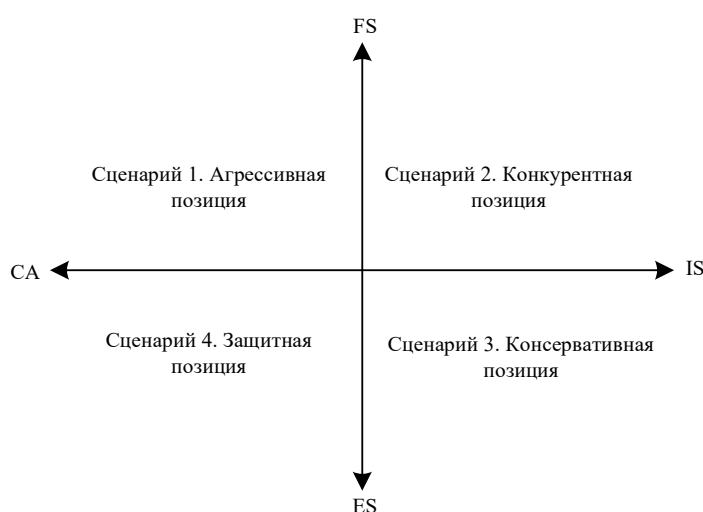 FS
Сценарий 1. Агрессивная
позиция
Сценарий 2. Конкурентная
позиция
CA
IS
Сценарий 4. Защитная
позиция
Сценарий 3. Консервативная
позиция
ES